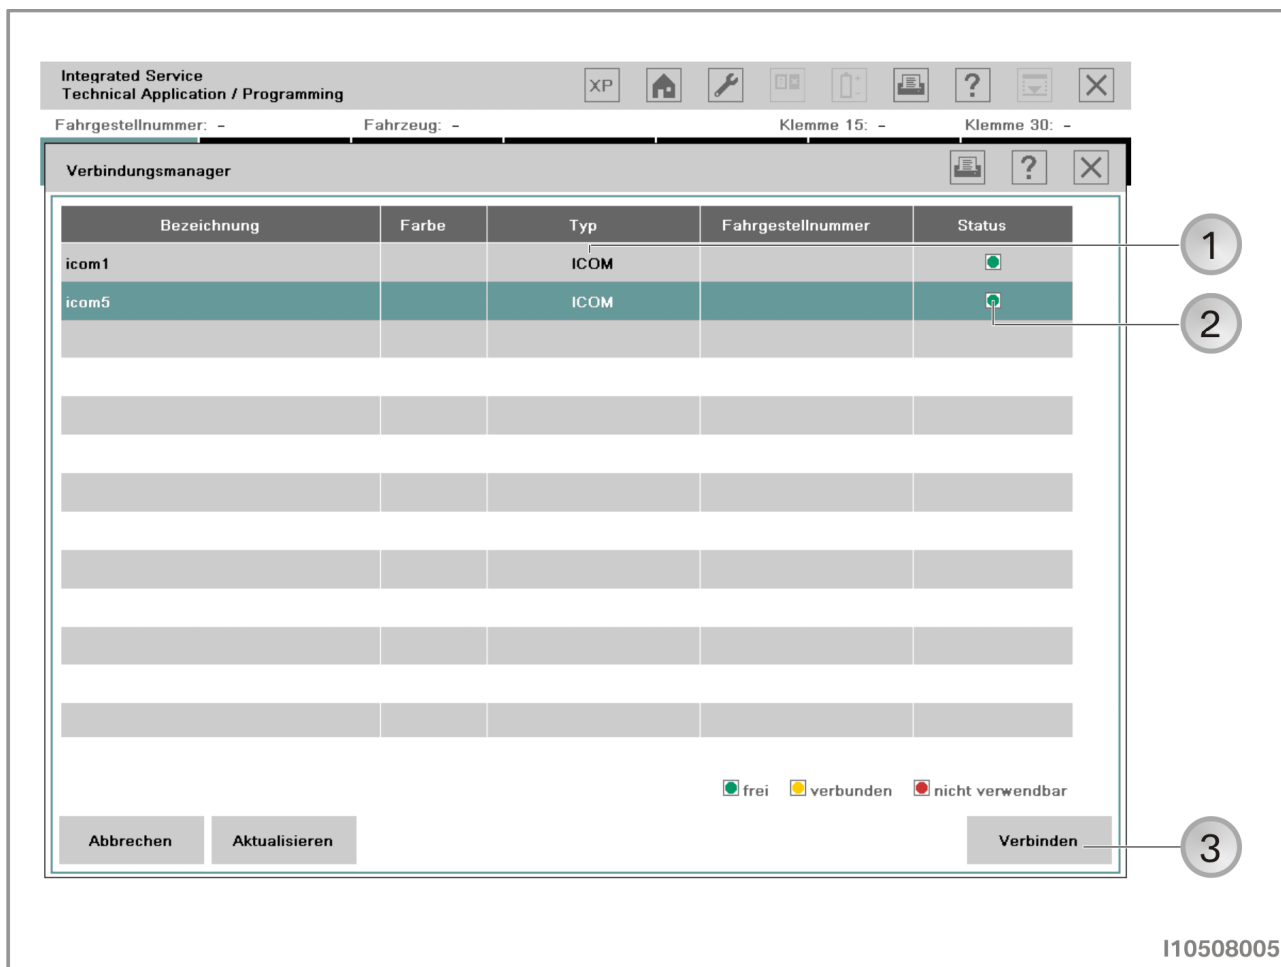 Integrated Service
Technical Application / Programming
XP
?
Fahrgestellnummer: -
Fahrzeug: -
Klemme 15: -
Klemme 30: -
Verbindungsmanager
?
Bezeichnung Farbe Typ Fahrgestellnummer Status
1
icom1 ICOM
icom5 ICOM
2
frei verbunden nicht verwendbar
Abbrechen Aktualisieren Verbinden
3
I10508005